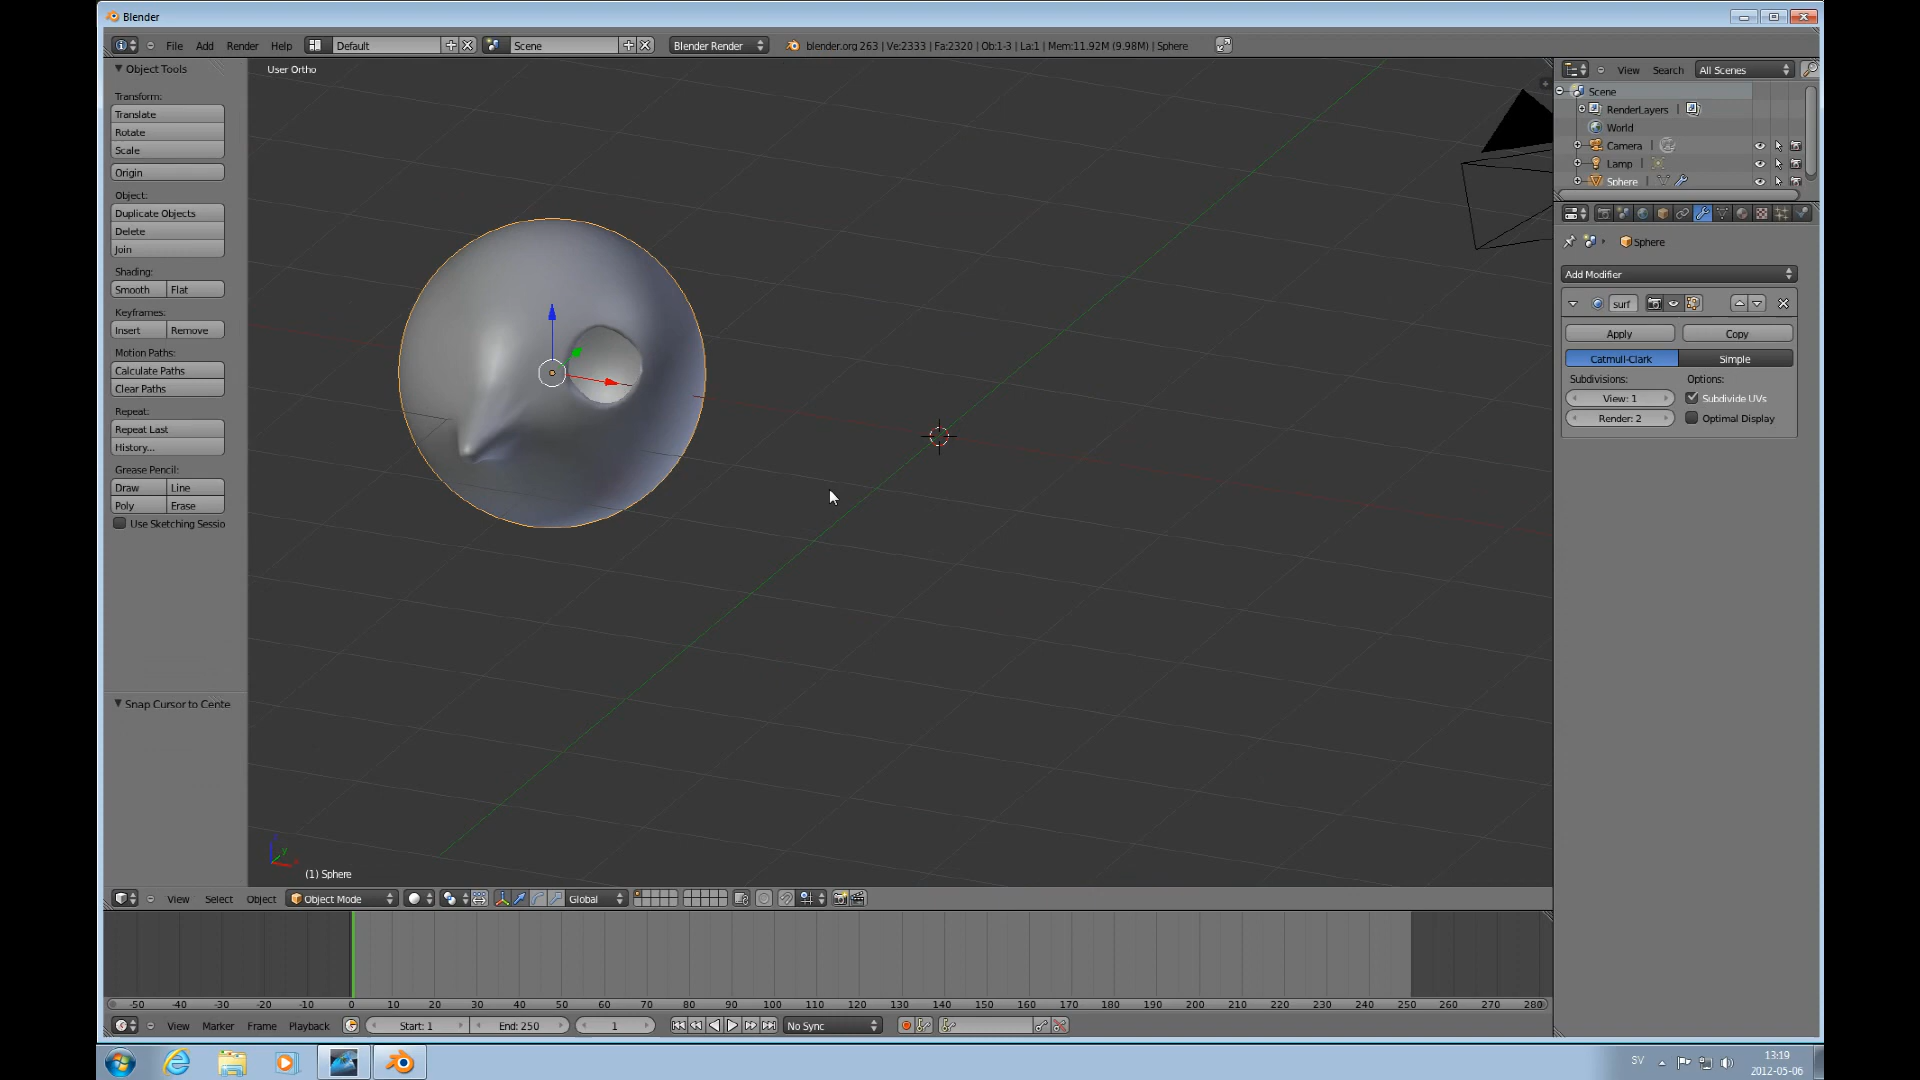 Blender
File Add Render Help Default Scene Blender Render blender.org 263 | Ve:2333 | Fa:2320 | Ob:1-3 | La:1 | Mem:11.92M (9.98M) | Sphere
Object Tools
Transform:
Translate
Rotate
Scale
Origin
Object:
Duplicate Objects
Delete
Join
Shading:
Smooth Flat
Keyframes:
Insert Remove
Motion Paths:
Calculate Paths
Clear Paths
Repeat:
Repeat Last
History...
Grease Pencil:
Draw Line
Poly Erase
Use Sketching Sessio
Snap Cursor to Cente
User Ortho
z
y
x
(1) Sphere
View Search All Scenes
Scene
RenderLayers |
World
Camera |
Lamp |
Sphere |
Sphere
Add Modifier
surf
Apply Copy
Catmull-Clark Simple
Subdivisions: Options:
View: 1 Subdivide UVs
Render: 2 Optimal Display
View Select Object Object Mode Global
-50 -40 -30 -20 -10 0 10 20 30 40 50 60 70 80 90 100 110 120 130 140 150 160 170 180 190 200 210 220 230 240 250 260 270 280
View Marker Frame Playback Start: 1 End: 250 1 No Sync
SV 13:19
2012-05-06